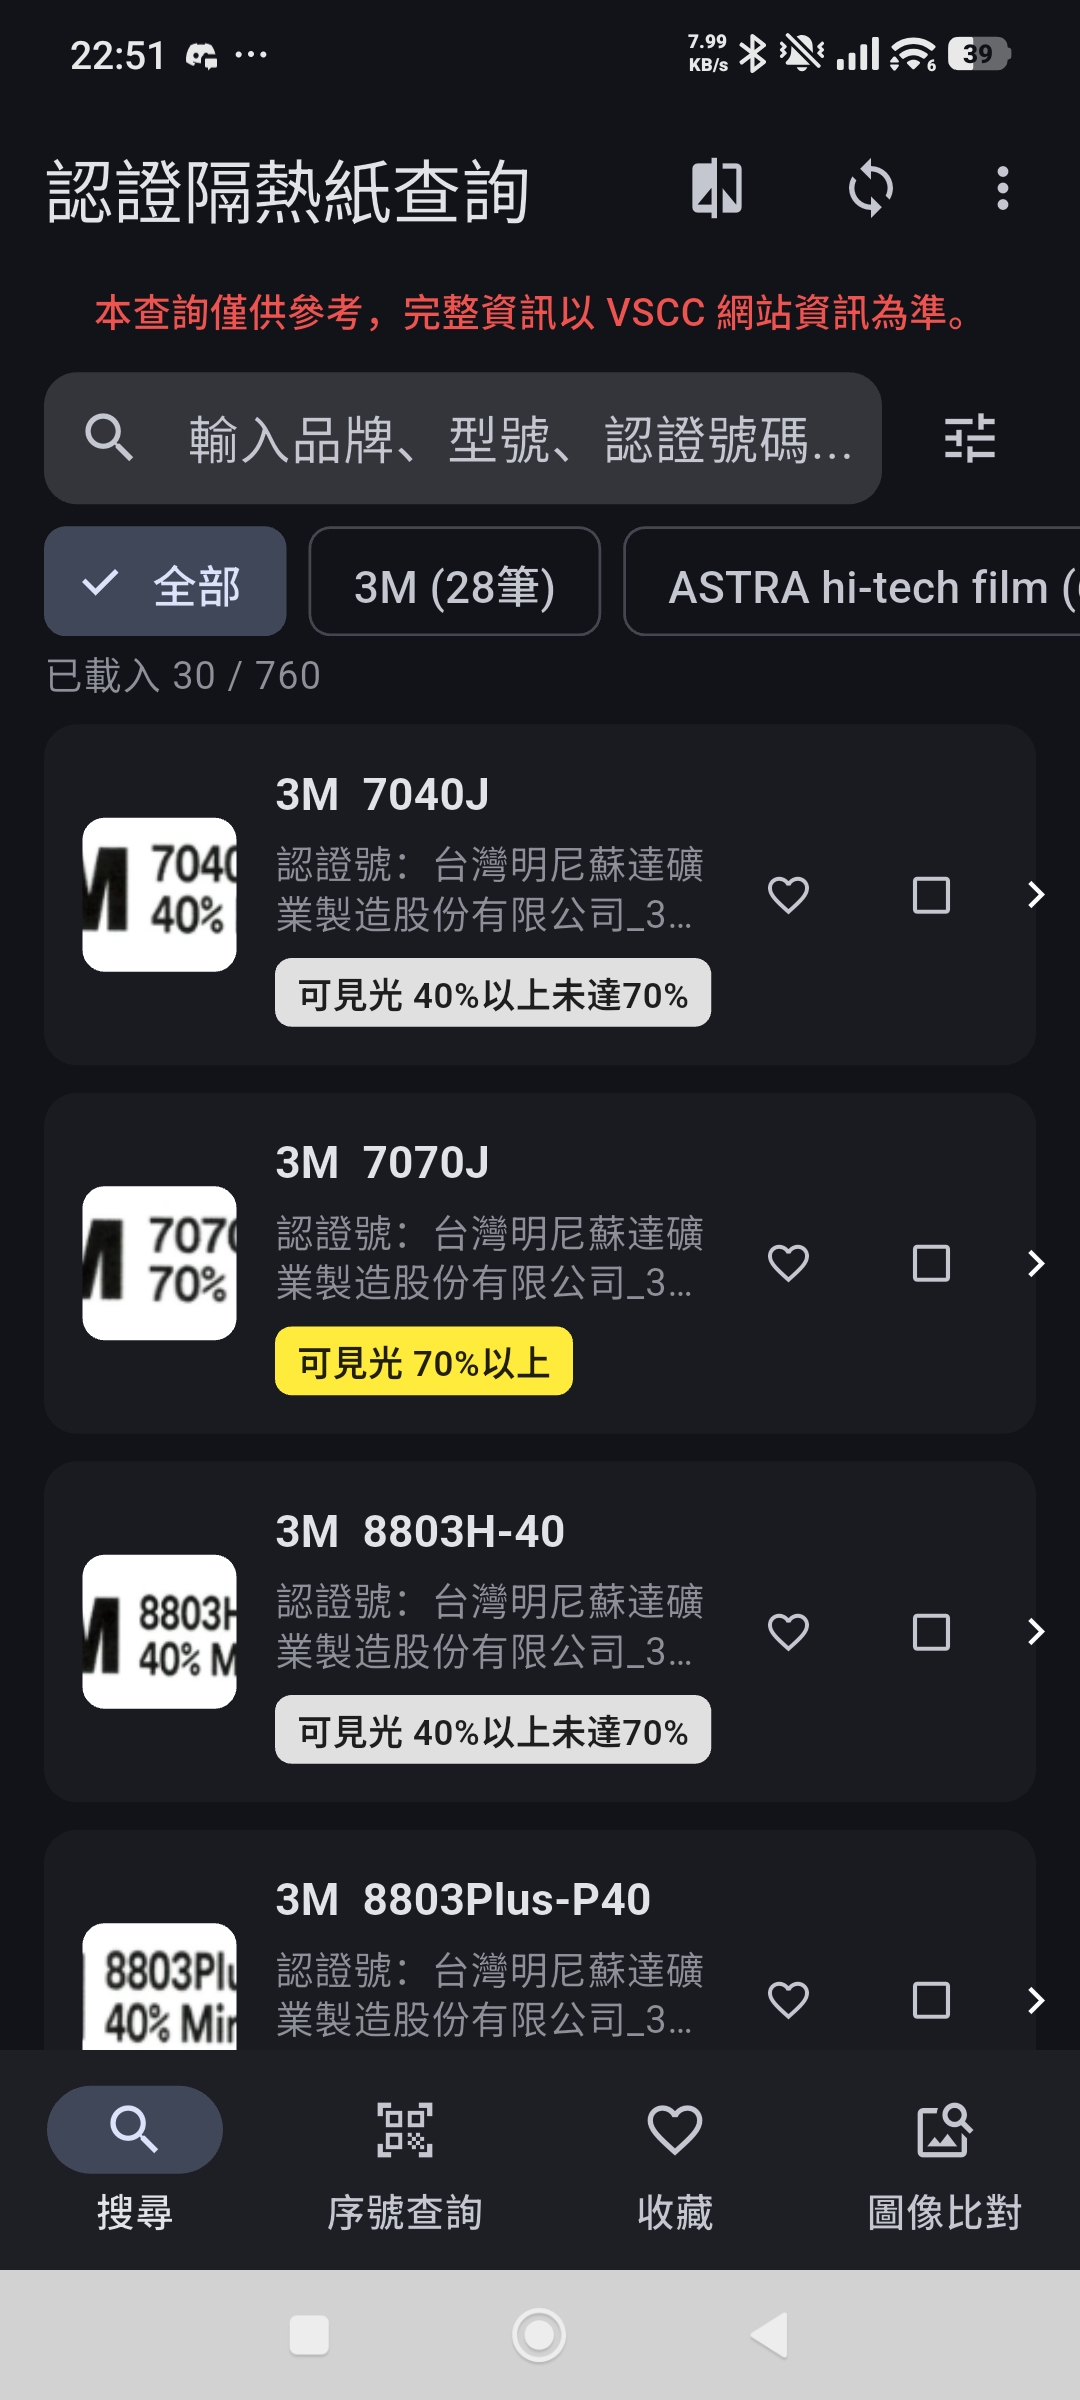 22:51
7.99
KB/s
6
39
認證隔熱紙查詢
本查詢僅供參考，完整資訊以 VSCC 網站資訊為準。
輸入品牌、型號、認證號碼...
全部
3M (28筆)
ASTRA hi-tech film (
已載入 30 / 760
3M 7040J
認證號：台灣明尼蘇達礦
業製造股份有限公司_3...
可見光 40%以上未達70%
M 7040
40%
3M 7070J
認證號：台灣明尼蘇達礦
業製造股份有限公司_3...
可見光 70%以上
M 7070
70%
3M 8803H-40
認證號：台灣明尼蘇達礦
業製造股份有限公司_3...
可見光 40%以上未達70%
M 8803H
40% M
3M 8803Plus-P40
認證號：台灣明尼蘇達礦
業製造股份有限公司_3...
8803Plu
40% Min
搜尋
序號查詢
收藏
圖像比對